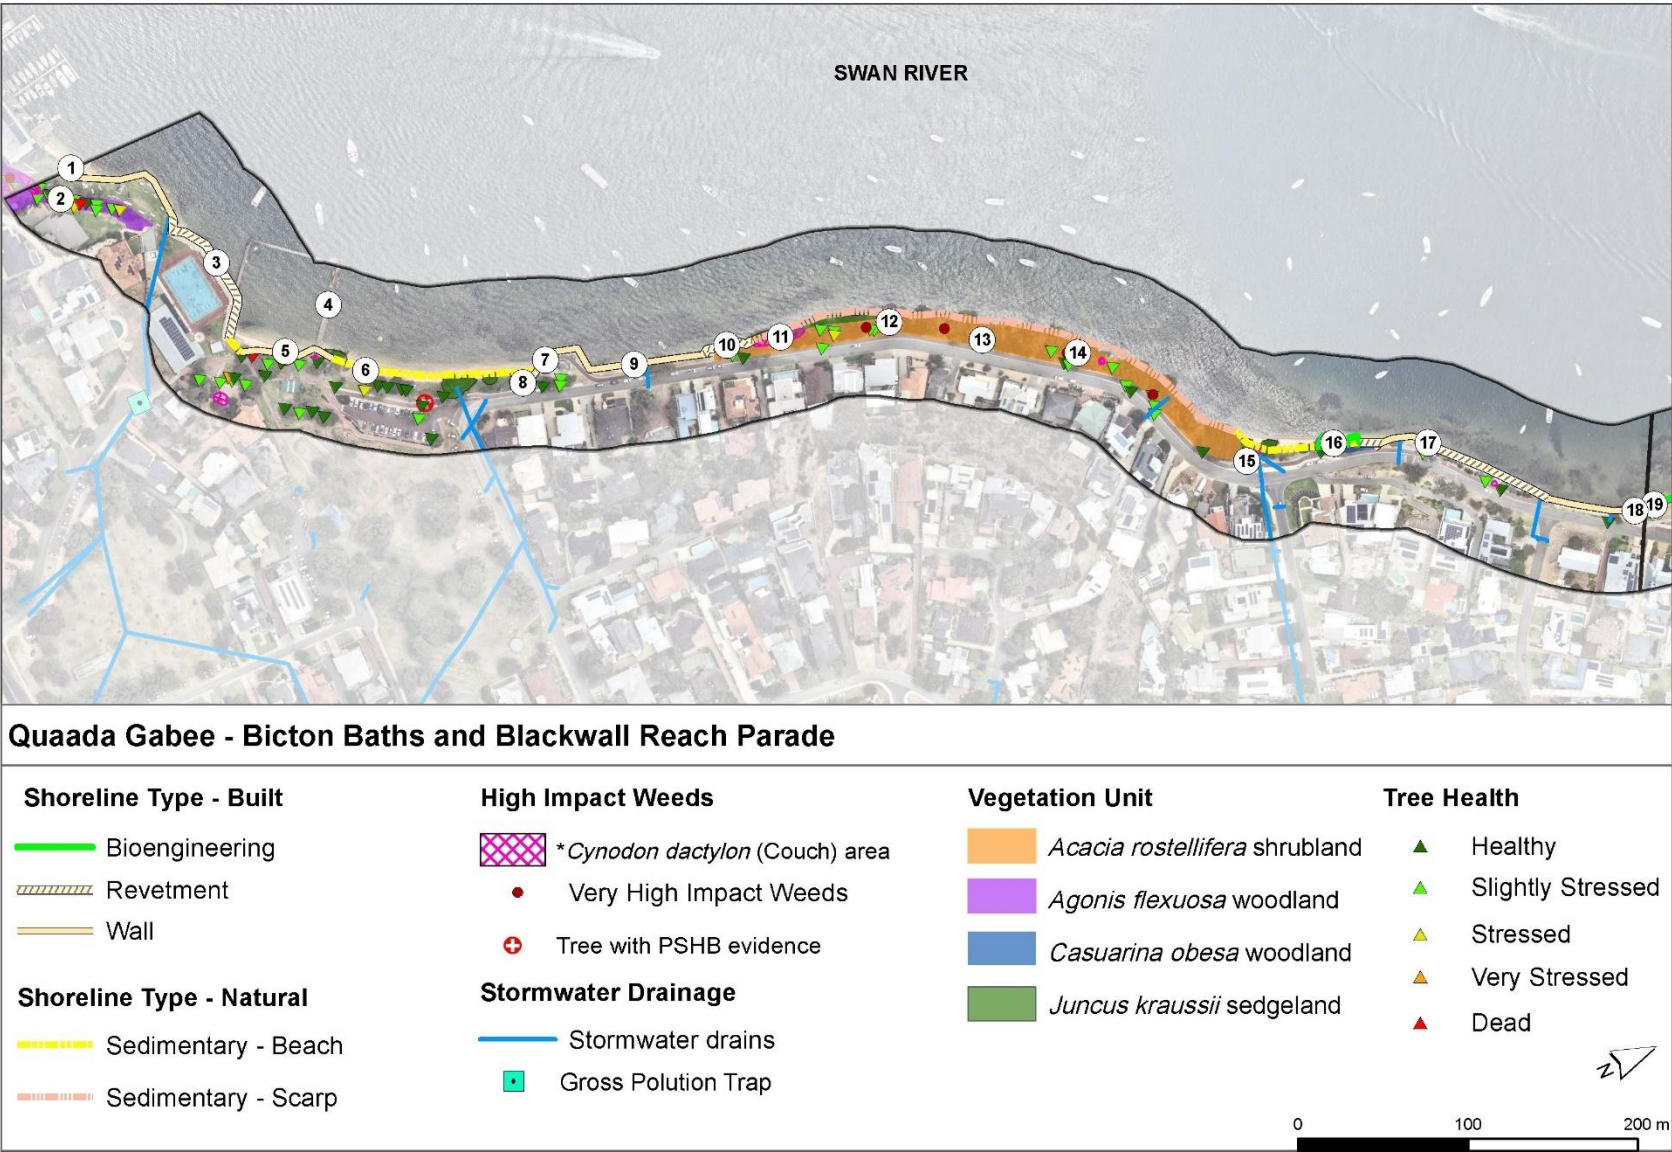 SWAN RIVER
1
2
3
4
5
6
7
8
9
10
11
12
13
14
15
16
17
18
19
Quaada Gabee - Bicton Baths and Blackwall Reach Parade
Shoreline Type - Built
Bioengineering
Revetment
Wall
Shoreline Type - Natural
Sedimentary - Beach
Sedimentary - Scarp
High Impact Weeds
*Cynodon dactylon (Couch) area
Very High Impact Weeds
Tree with PSHB evidence
Stormwater Drainage
Stormwater drains
Gross Polution Trap
Vegetation Unit
Acacia rostellifera shrubland
Agonis flexuosa woodland
Casuarina obesa woodland
Juncus kraussii sedgeland
Tree Health
Healthy
Slightly Stressed
Stressed
Very Stressed
Dead
N
0 100 200 m